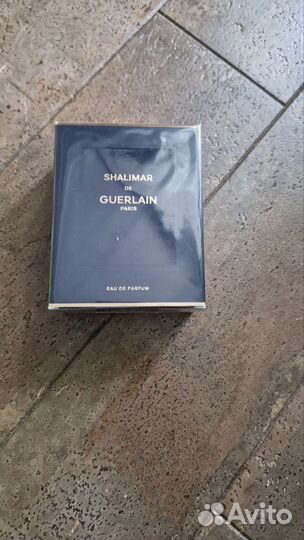 SHALIMAR
DE
GUERLAIN
PARIS
EAU DE PARFUM
Avito